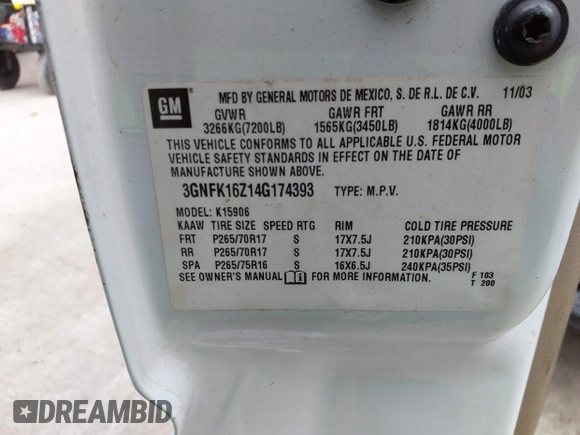 GM
MFD BY GENERAL MOTORS DE MEXICO, S. DE R.L. DE C.V. 11/03
GVWR GAWR FRT GAWR RR
3266KG(7200LB) 1565KG(3450LB) 1814KG(4000LB)
THIS VEHICLE CONFORMS TO ALL APPLICABLE U.S. FEDERAL MOTOR
VEHICLE SAFETY STANDARDS IN EFFECT ON THE DATE OF
MANUFACTURE SHOWN ABOVE.
3GNFK16Z14G174393 TYPE: M.P.V.
MODEL: K15906
KAAW TIRE SIZE SPEED RTG RIM COLD TIRE PRESSURE
FRT P265/70R17 S 17X7.5J 210KPA(30PSI)
RR P265/70R17 S 17X7.5J 210KPA(30PSI)
SPA P265/75R16 S 16X6.5J 240KPA(35PSI)
SEE OWNER'S MANUAL FOR MORE INFORMATION. F 103
T 200
DREAMBID